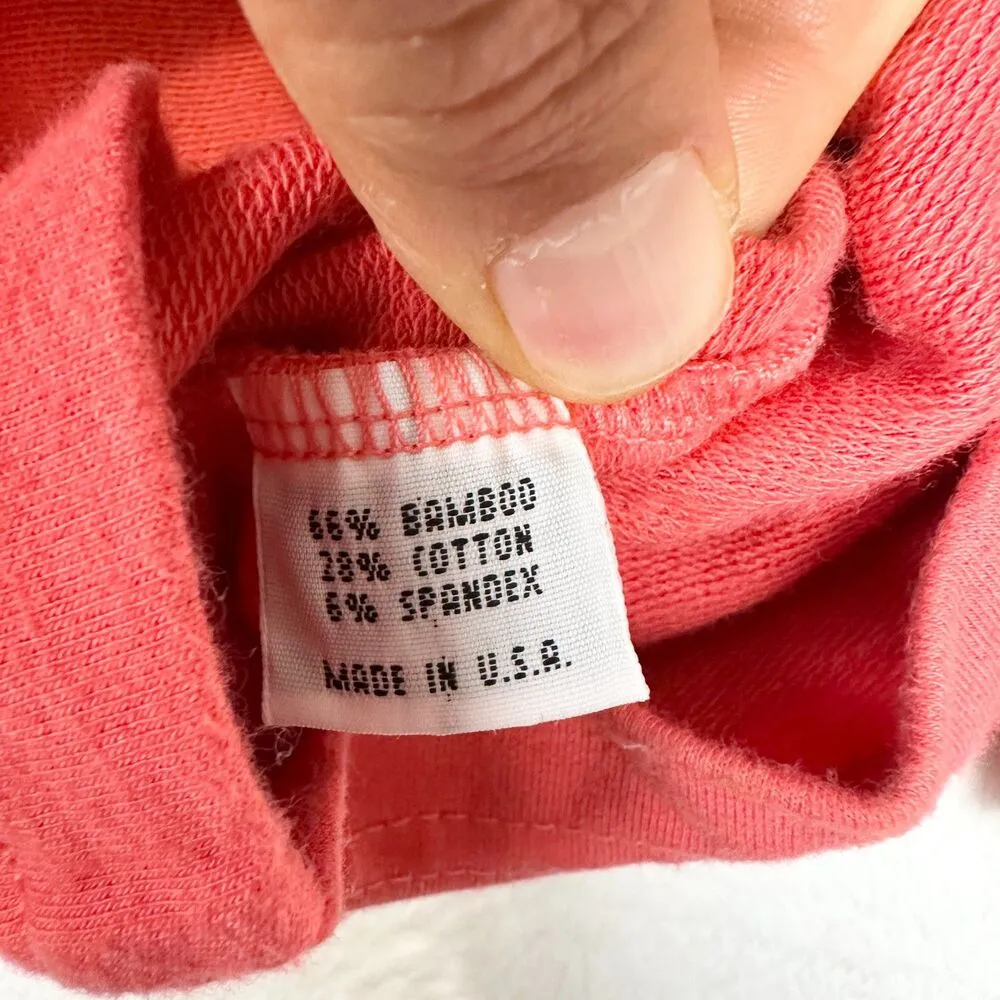 66% BAMBOO
28% COTTON
6% SPANDEX
MADE IN U.S.A.